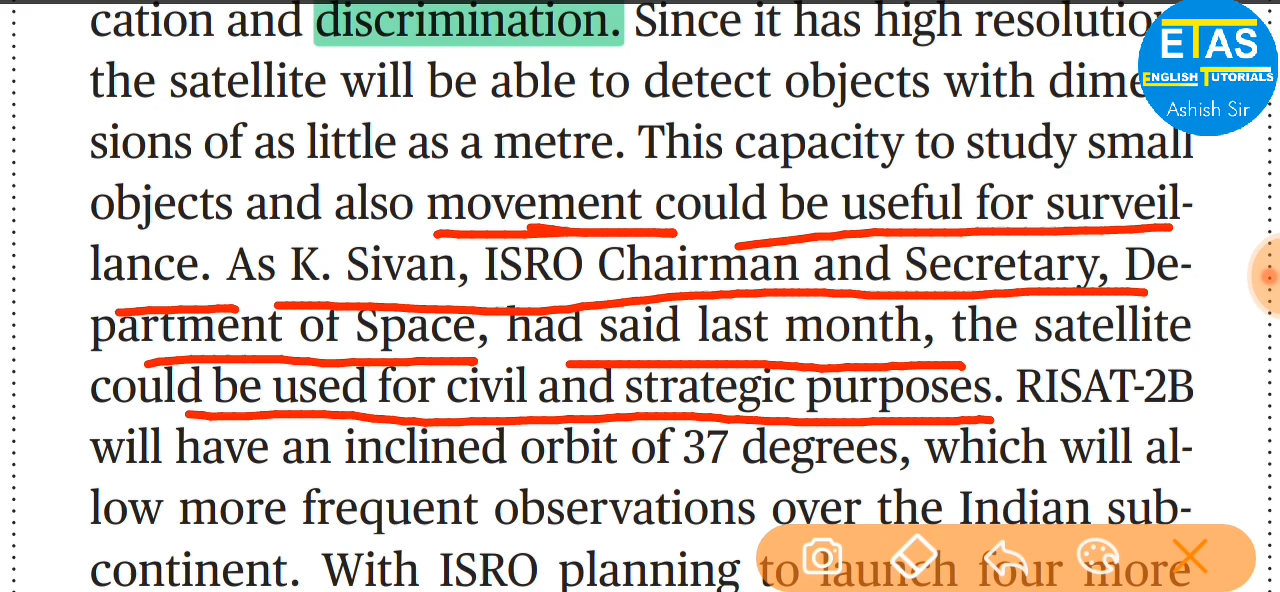 cation and discrimination. Since it has high resolution
the satellite will be able to detect objects with dimen-
sions of as little as a metre. This capacity to study small
objects and also movement could be useful for surveil-
lance. As K. Sivan, ISRO Chairman and Secretary, De-
partment of Space, had said last month, the satellite
could be used for civil and strategic purposes. RISAT-2B
will have an inclined orbit of 37 degrees, which will al-
low more frequent observations over the Indian sub-
continent. With ISRO planning to launch four more
ETAS
ENGLISH TUTORIALS
Ashish Sir